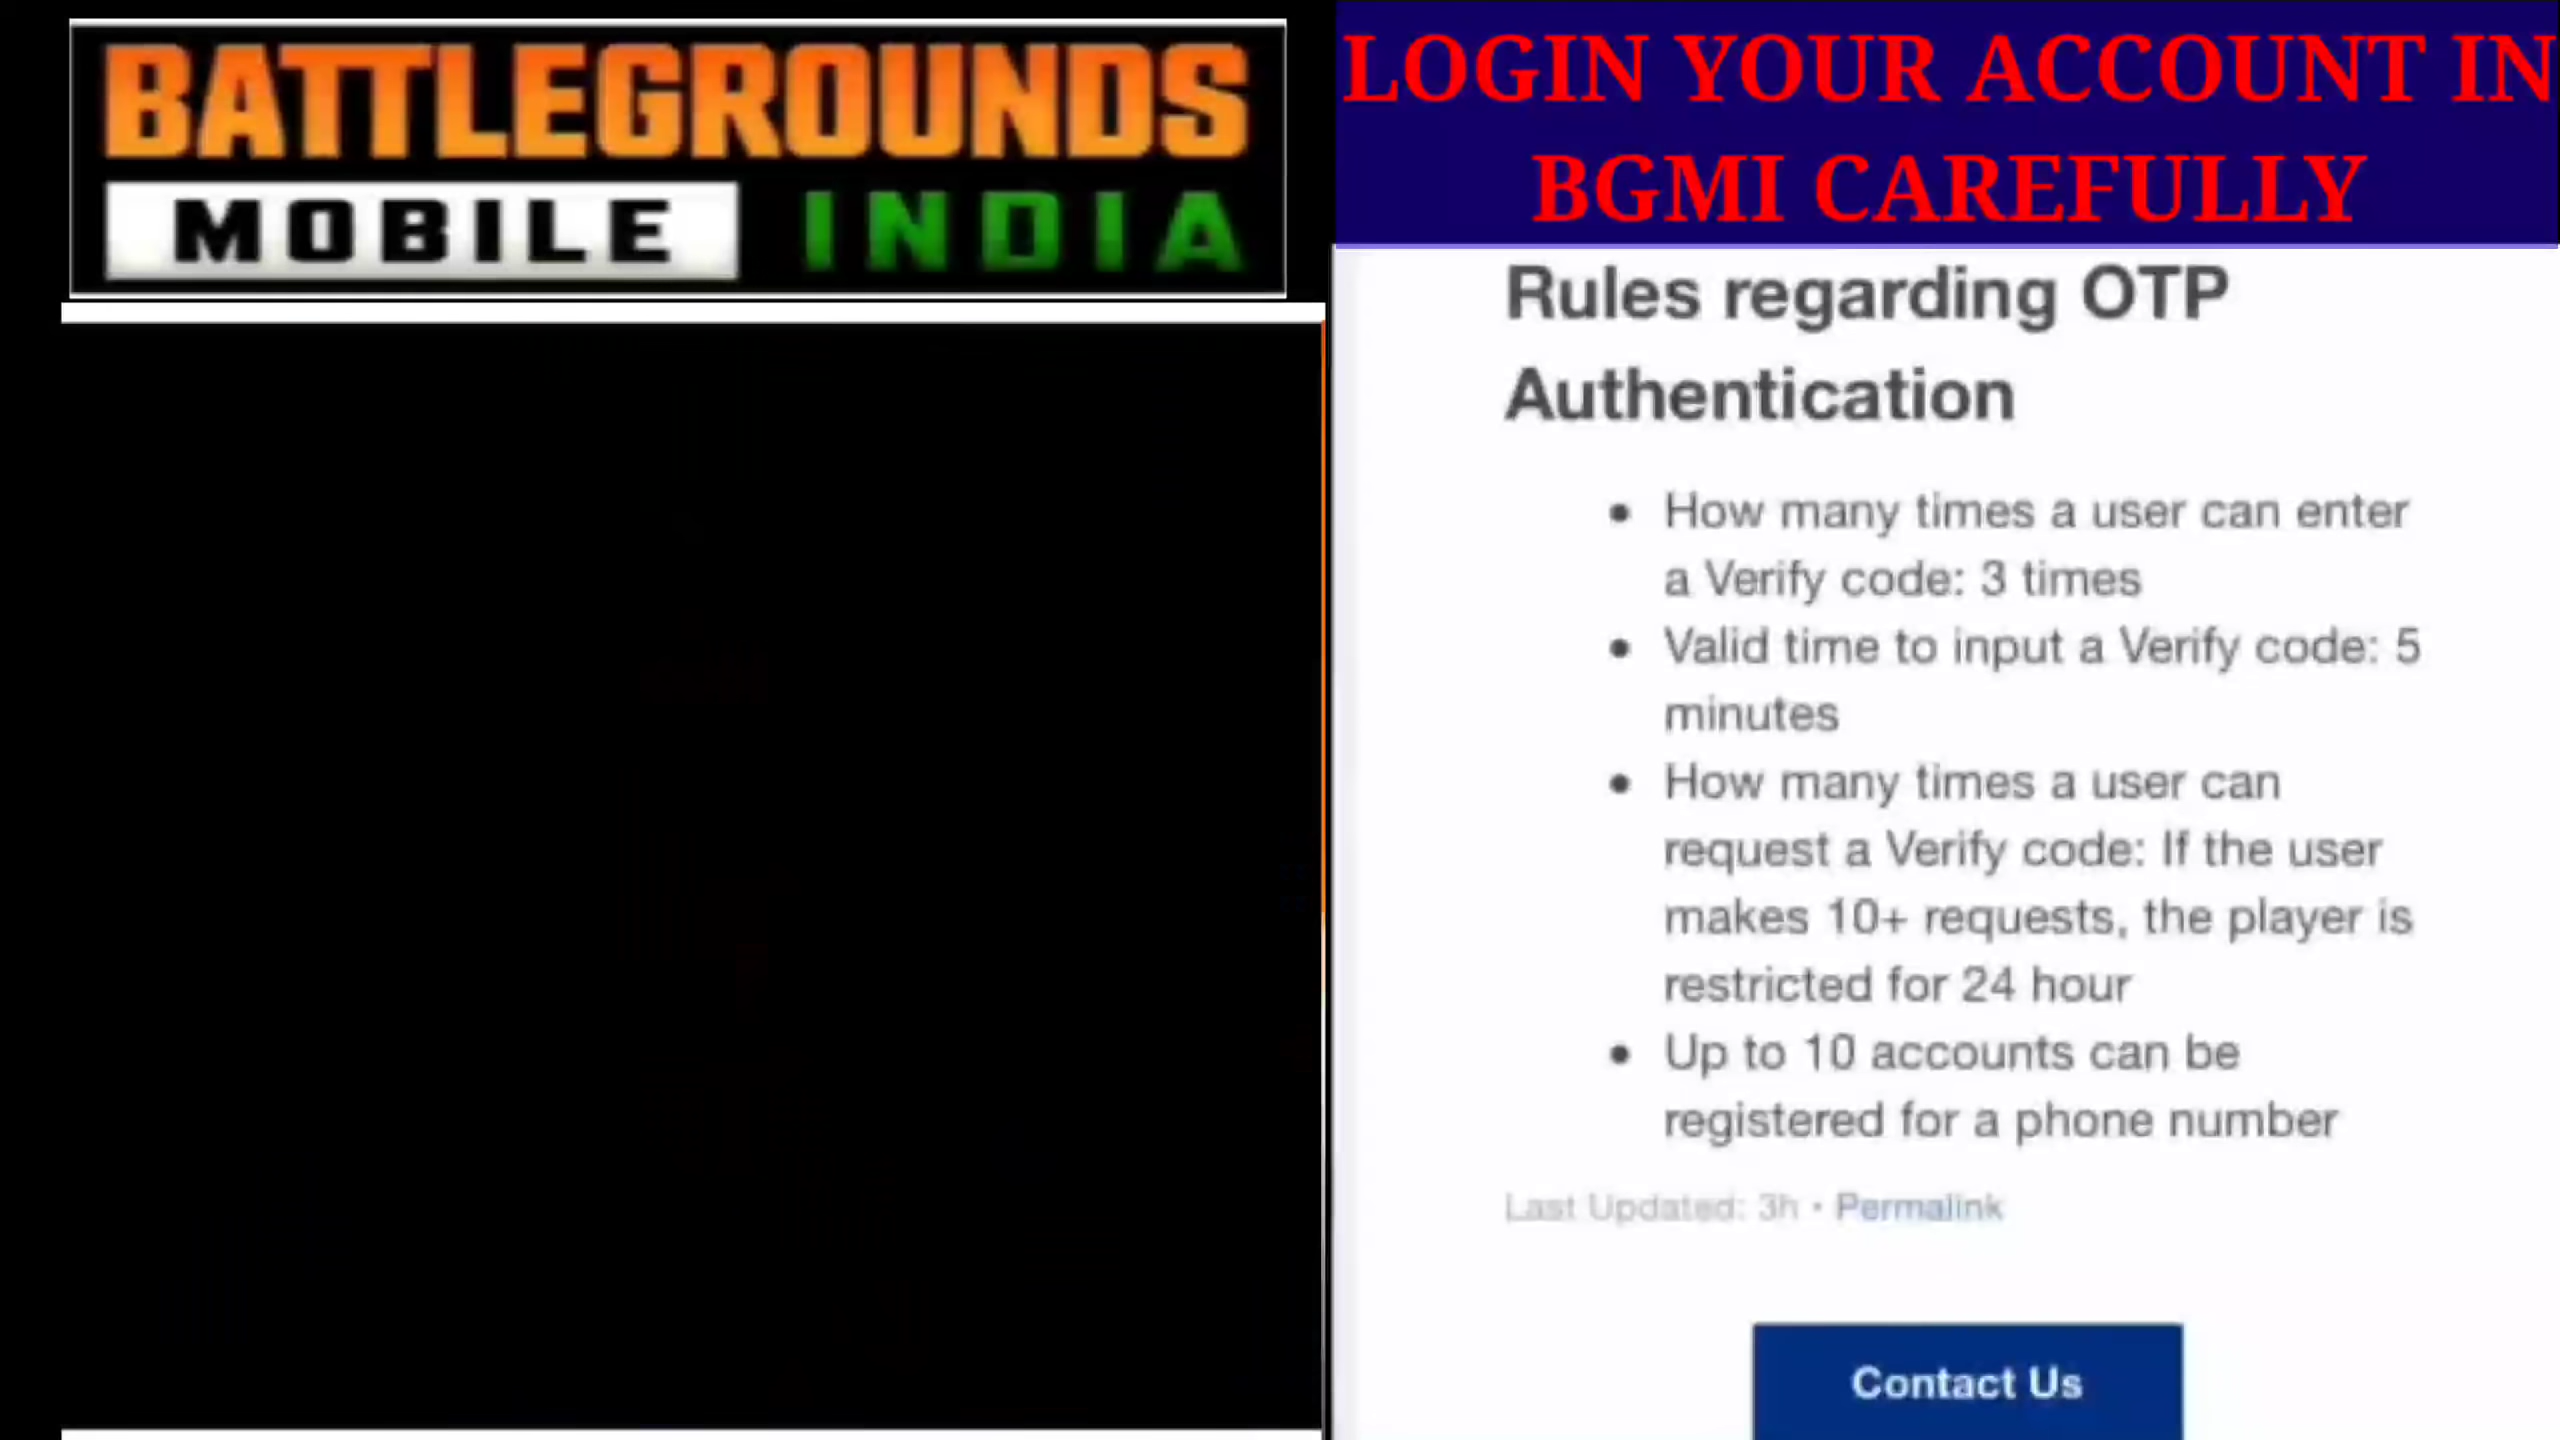 BATTLEGROUNDS
MOBILE INDIA
LOGIN YOUR ACCOUNT IN
BGMI CAREFULLY
Rules regarding OTP
Authentication
• How many times a user can enter
a Verify code: 3 times
• Valid time to input a Verify code: 5
minutes
• How many times a user can
request a Verify code: If the user
makes 10+ requests, the player is
restricted for 24 hour
• Up to 10 accounts can be
registered for a phone number
Last Updated: 3h • Permalink
Contact Us